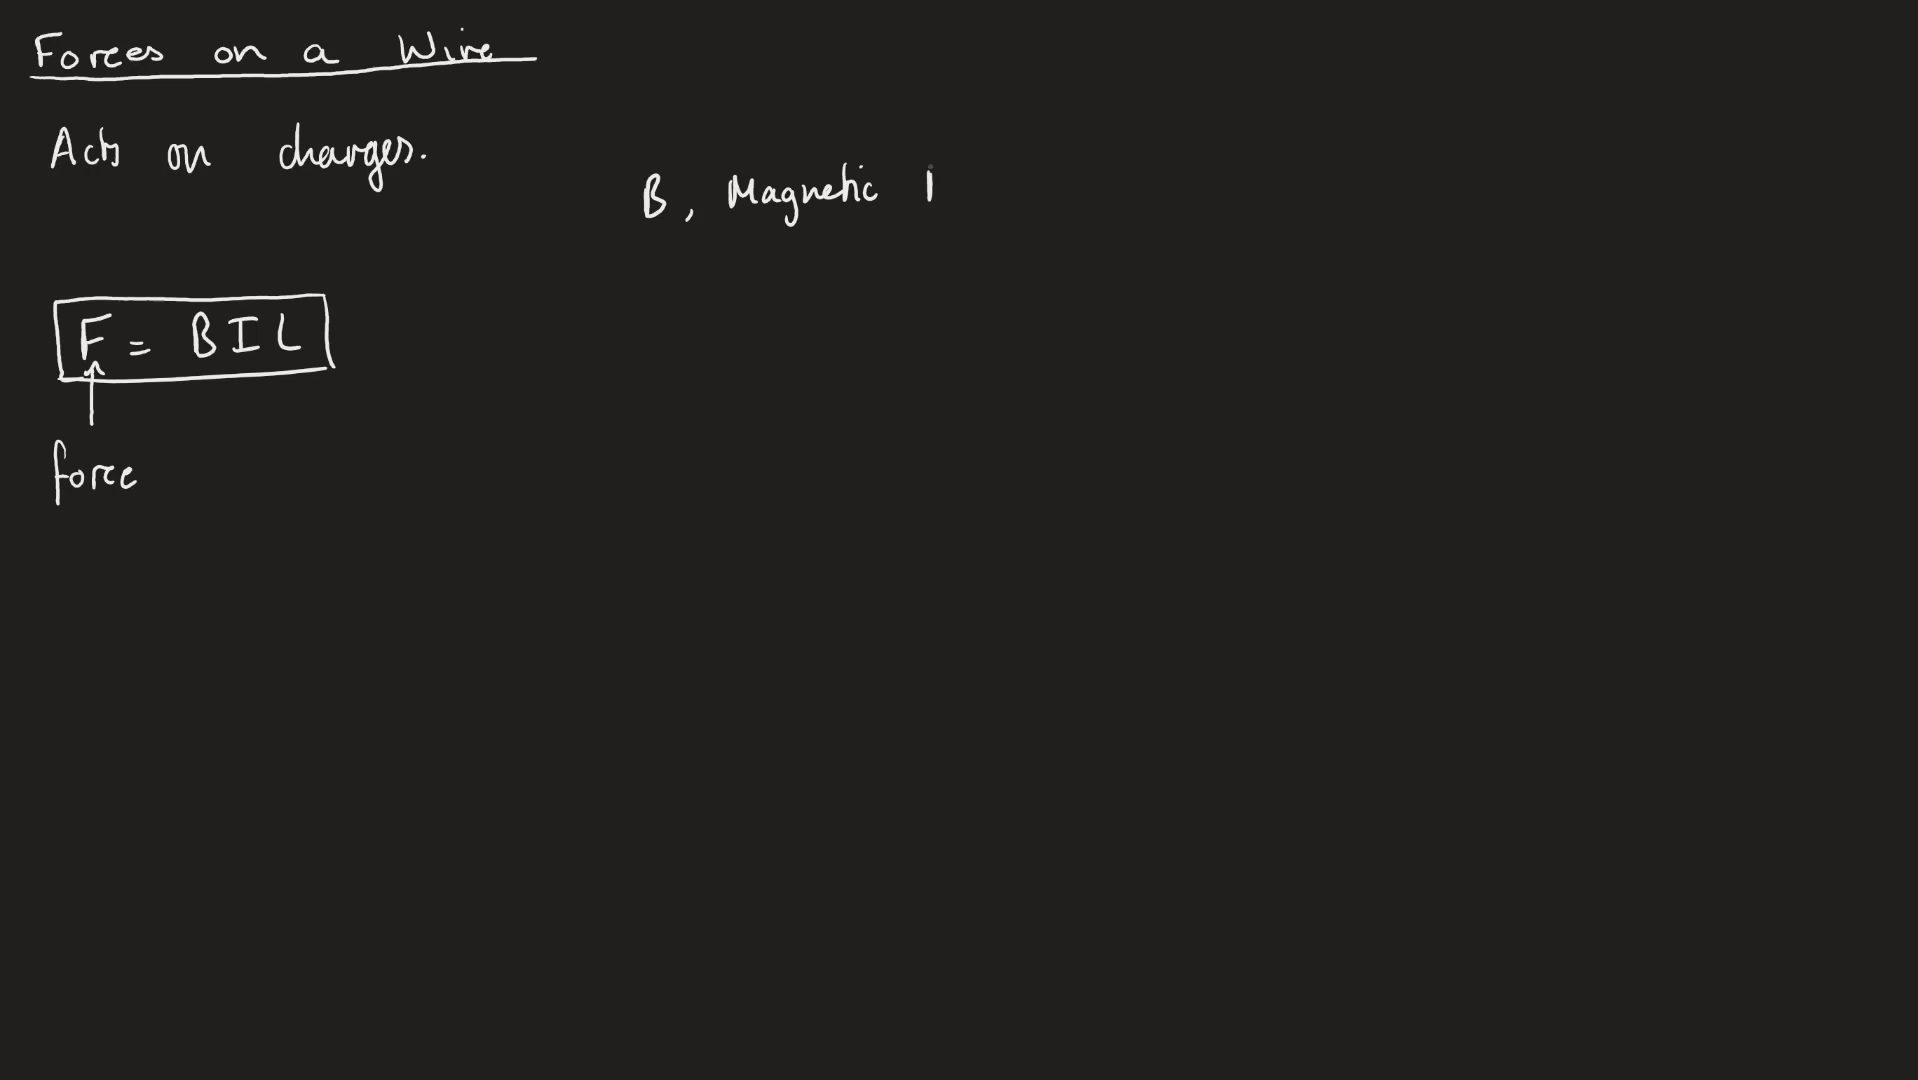 Forces on a Wire
Acts on charges.
B, Magnetic
F = BIL
force